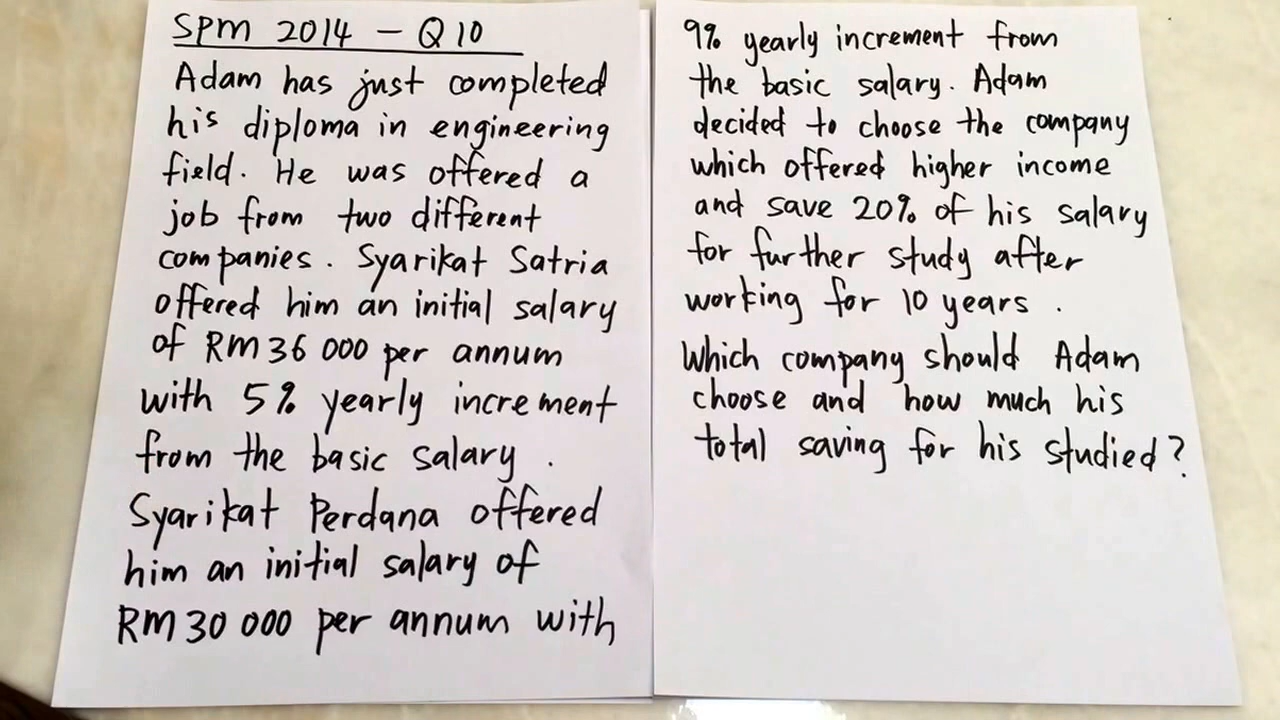 SPM 2014 - Q10
Adam has just completed
his diploma in engineering
field. He was offered a
job from two different
companies. Syarikat Satria
offered him an initial salary
of RM36 000 per annum
with 5% yearly increment
from the basic salary.
Syarikat Perdana offered
him an initial salary of
RM30 000 per annum with
9% yearly increment from
the basic salary. Adam
decided to choose the company
which offered higher income
and save 20% of his salary
for further study after
working for 10 years.
Which company should Adam
choose and how much his
total saving for his studied?